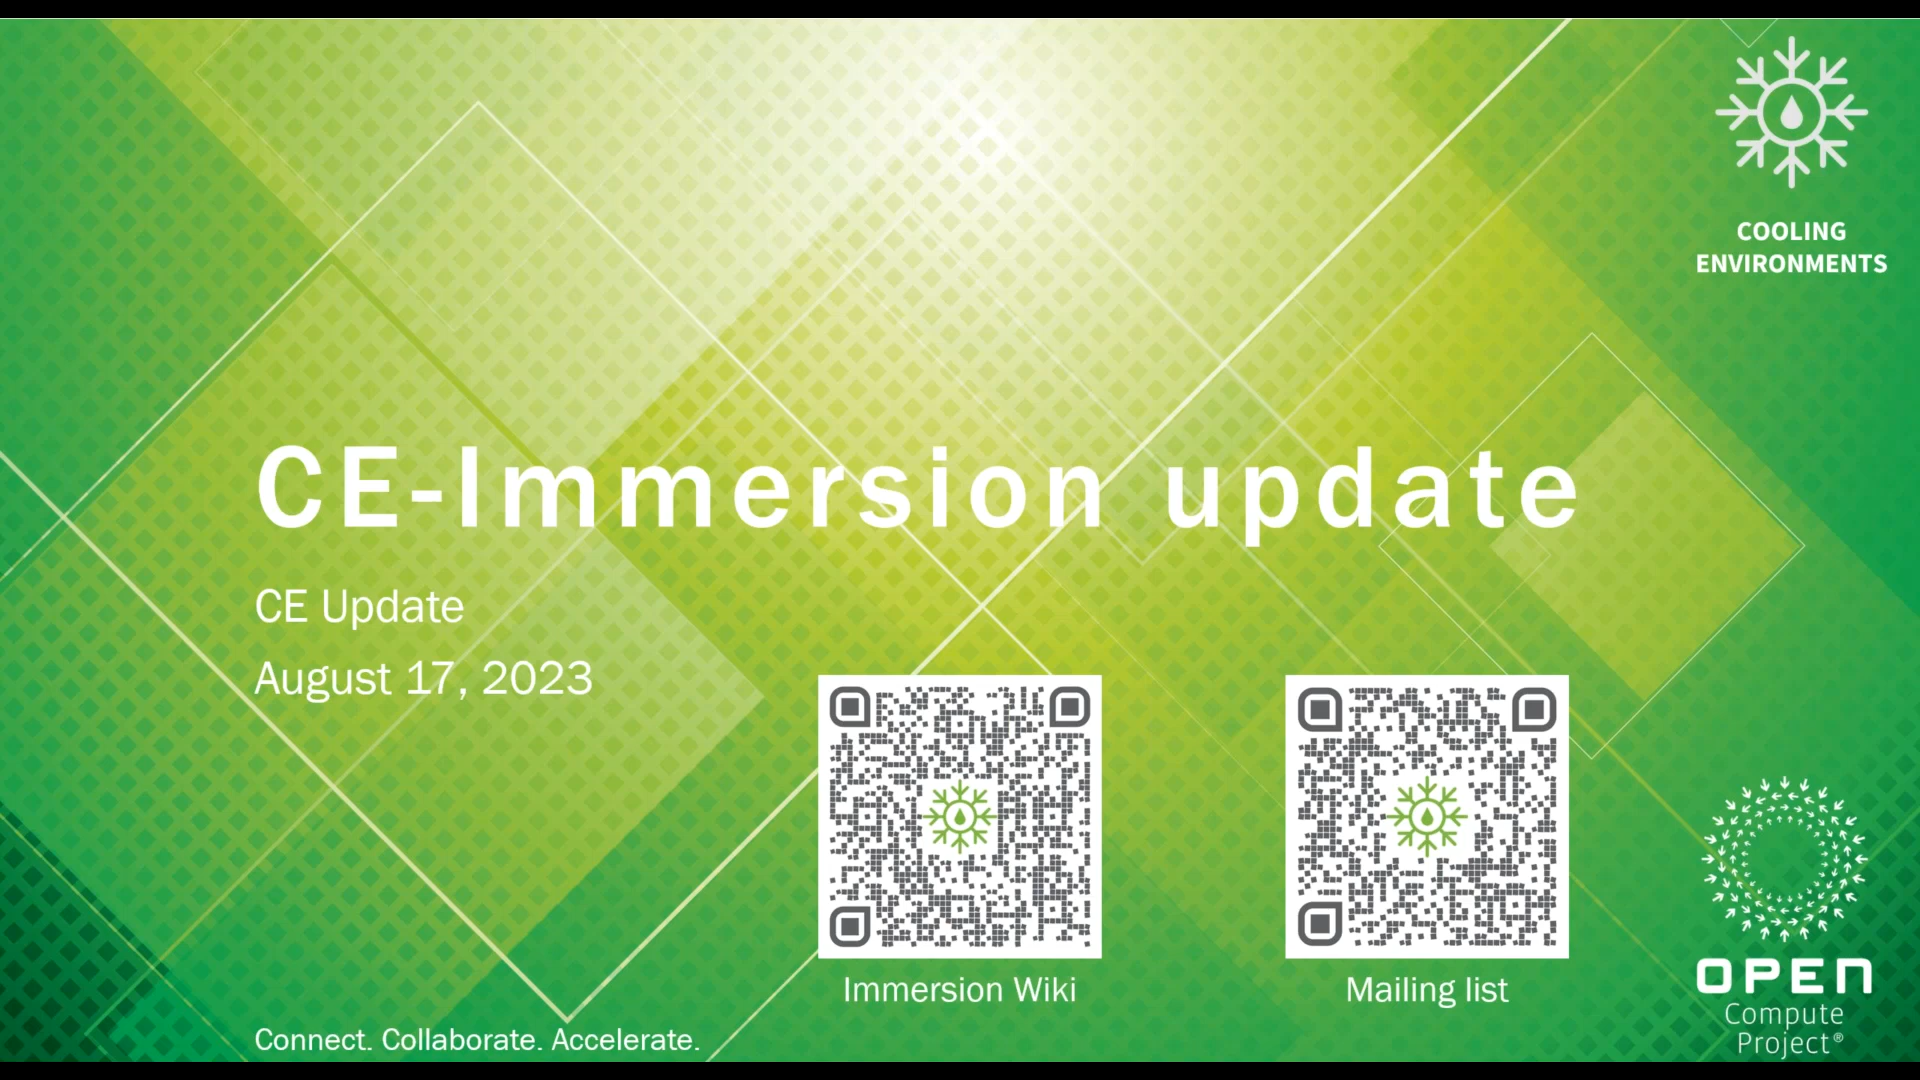 COOLING
ENVIRONMENTS
CE-Immersion update
CE Update
August 17, 2023
Immersion Wiki
Mailing list
Connect. Collaborate. Accelerate.
OPEN
Compute
Project®